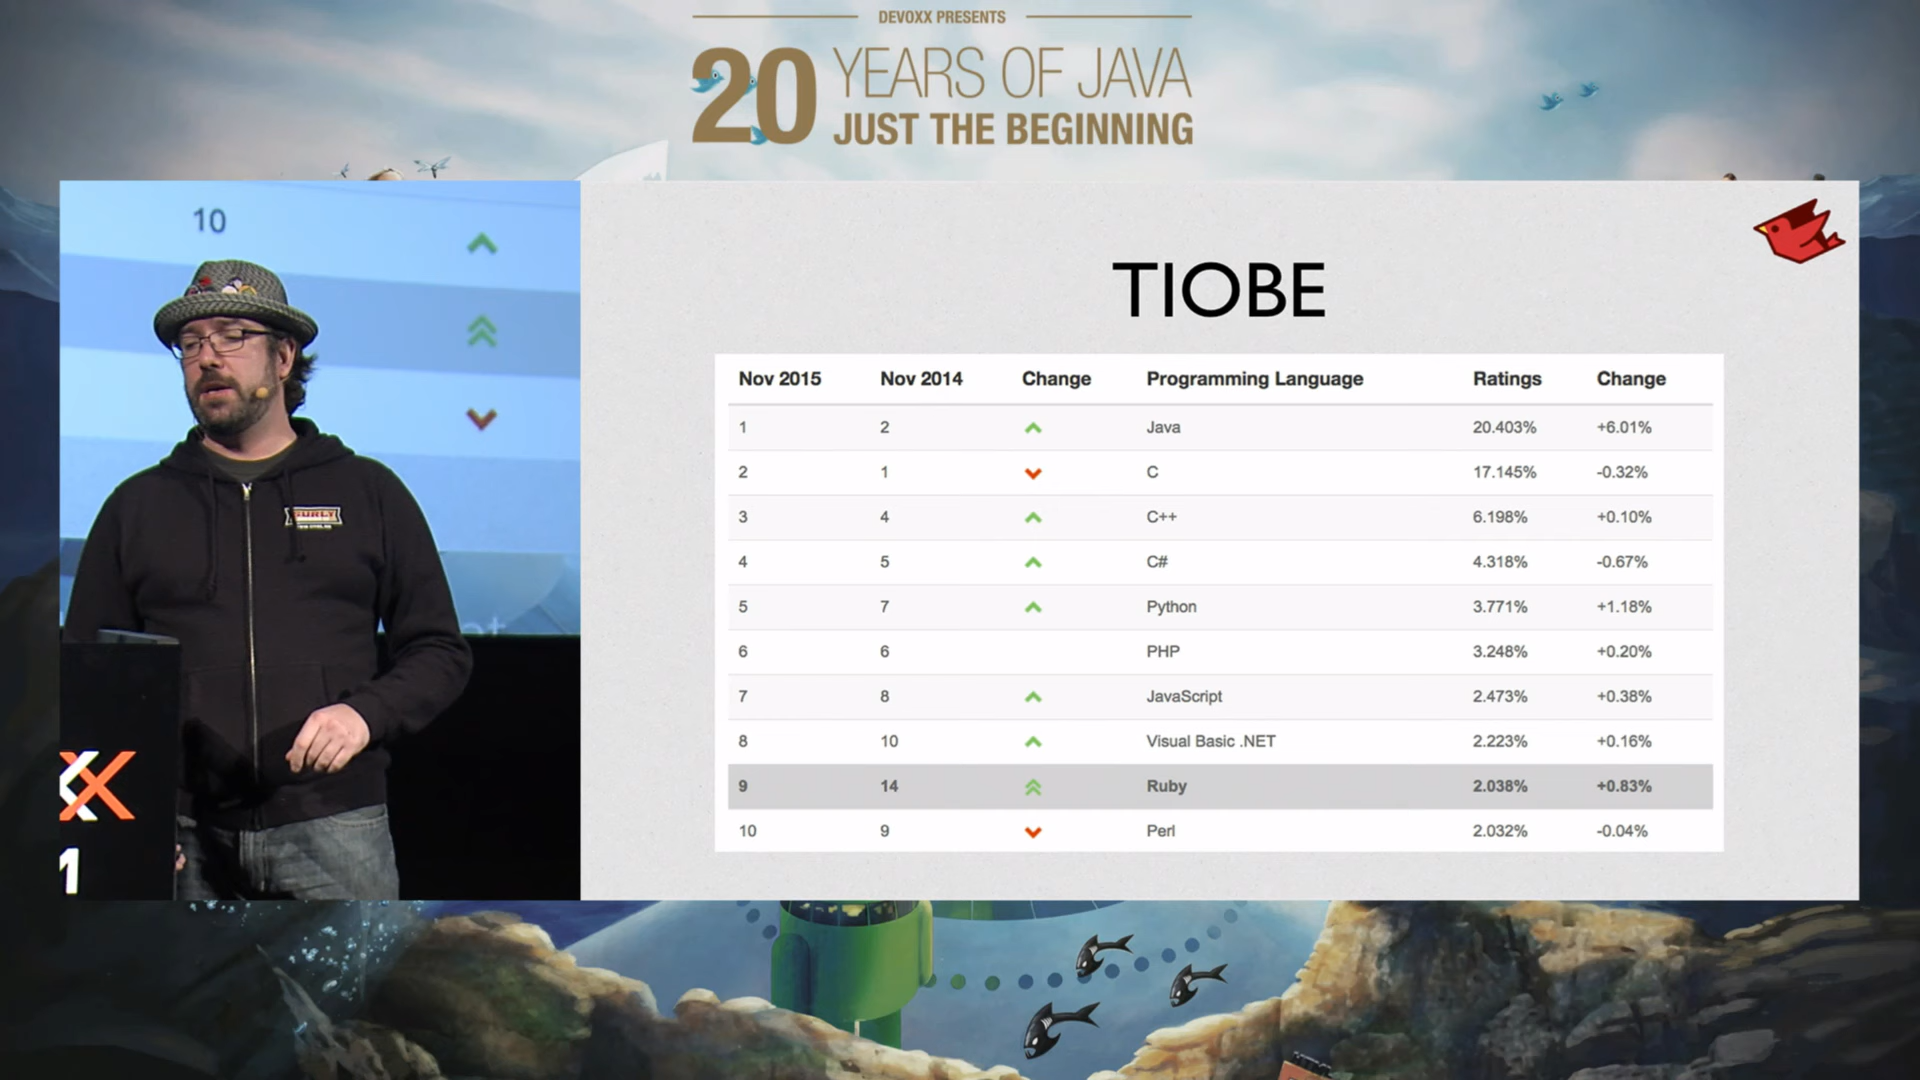 DEVOXX PRESENTS
20 YEARS OF JAVA
JUST THE BEGINNING
10
TIOBE
Nov 2015 Nov 2014 Change Programming Language Ratings Change
1 2 Java 20.403% +6.01%
2 1 C 17.145% -0.32%
3 4 C++ 6.198% +0.10%
4 5 C# 4.318% -0.67%
5 7 Python 3.771% +1.18%
6 6 PHP 3.248% +0.20%
7 8 JavaScript 2.473% +0.38%
8 10 Visual Basic .NET 2.223% +0.16%
9 14 Ruby 2.038% +0.83%
10 9 Perl 2.032% -0.04%